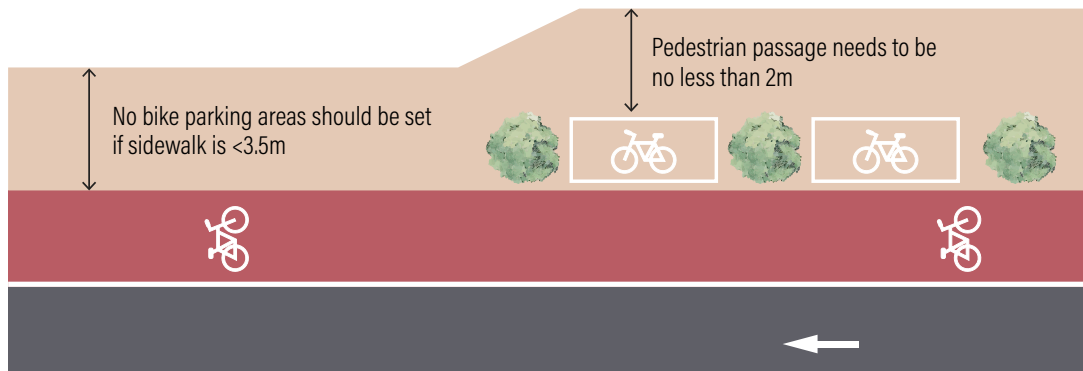 Pedestrian passage needs to be
no less than 2m
No bike parking areas should be set
if sidewalk is <3.5m